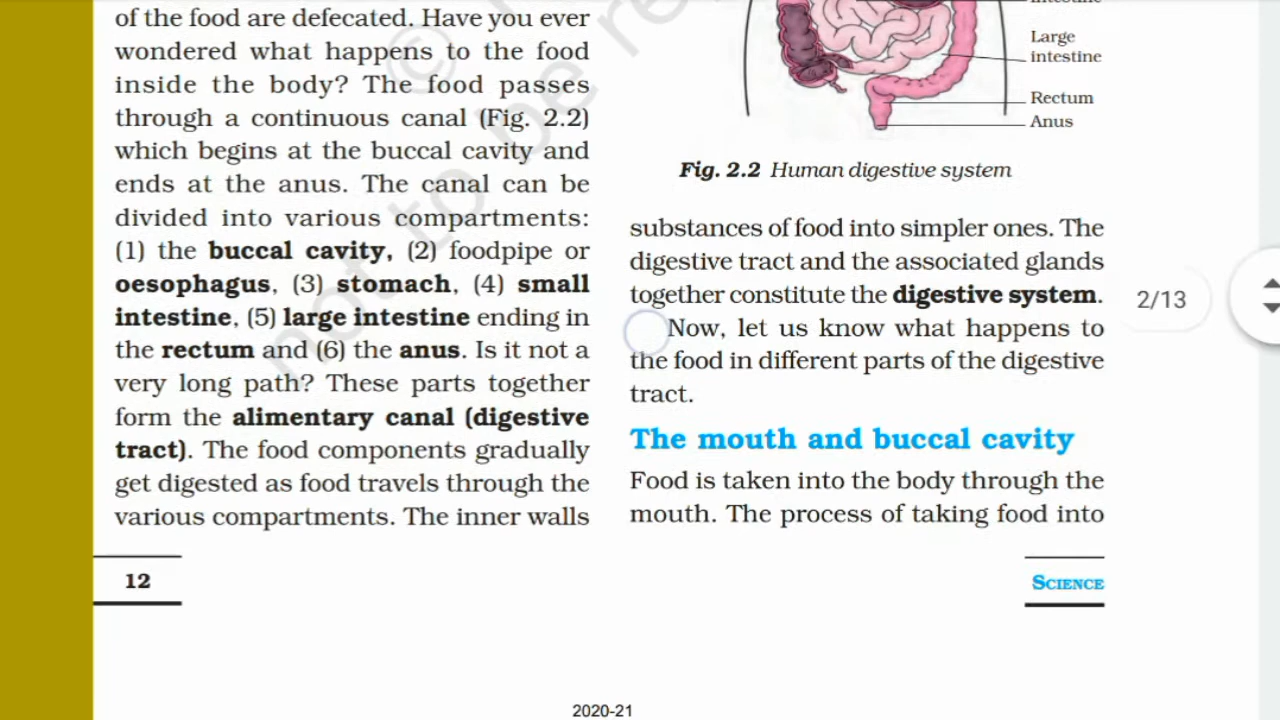 of the food are defecated. Have you ever
wondered what happens to the food
inside the body? The food passes
through a continuous canal (Fig. 2.2)
which begins at the buccal cavity and
ends at the anus. The canal can be
divided into various compartments:
(1) the buccal cavity, (2) foodpipe or
oesophagus, (3) stomach, (4) small
intestine, (5) large intestine ending in
the rectum and (6) the anus. Is it not a
very long path? These parts together
form the alimentary canal (digestive
tract). The food components gradually
get digested as food travels through the
various compartments. The inner walls
Large
intestine
Rectum
Anus
Fig. 2.2 Human digestive system
substances of food into simpler ones. The
digestive tract and the associated glands
together constitute the digestive system.
Now, let us know what happens to
the food in different parts of the digestive
tract.
The mouth and buccal cavity
Food is taken into the body through the
mouth. The process of taking food into
2/13
12
SCIENCE
2020-21
© not to be re